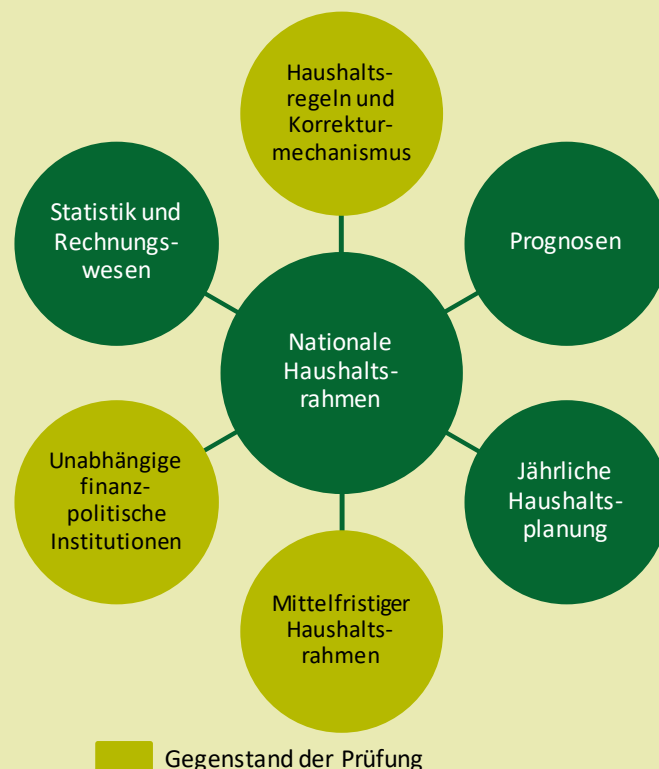 Haushalts-
regeln und
Korrektur-
mechanismus
Statistik und
Rechnungs-
wesen
Prognosen
Nationale
Haushalts-
rahmen
Unabhängige
finanz-
politische
Institutionen
Jährliche
Haushalts-
planung
Mittelfristiger
Haushalts-
rahmen
Gegenstand der Prüfung